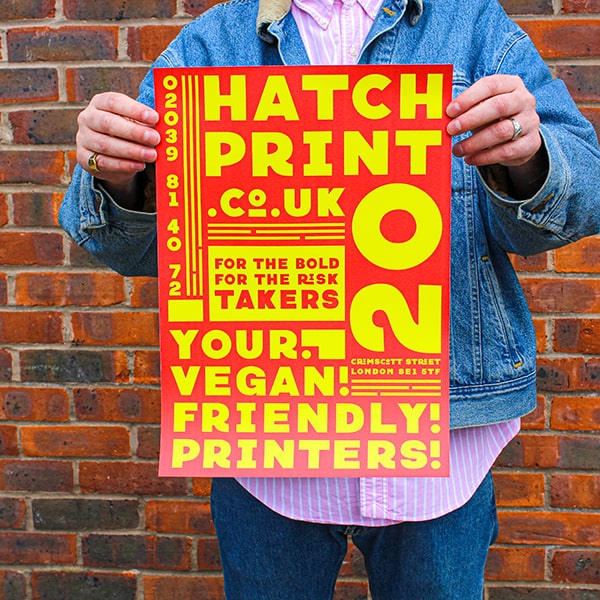 02039 81 40 72
HATCH
PRINT
.Co.UK
FOR THE BOLD
FOR THE RISK
TAKERS
20
CRIMSCOTT STREET
LONDON SE1 5TF
YOUR.
VEGAN!
FRIENDLY!
PRINTERS!